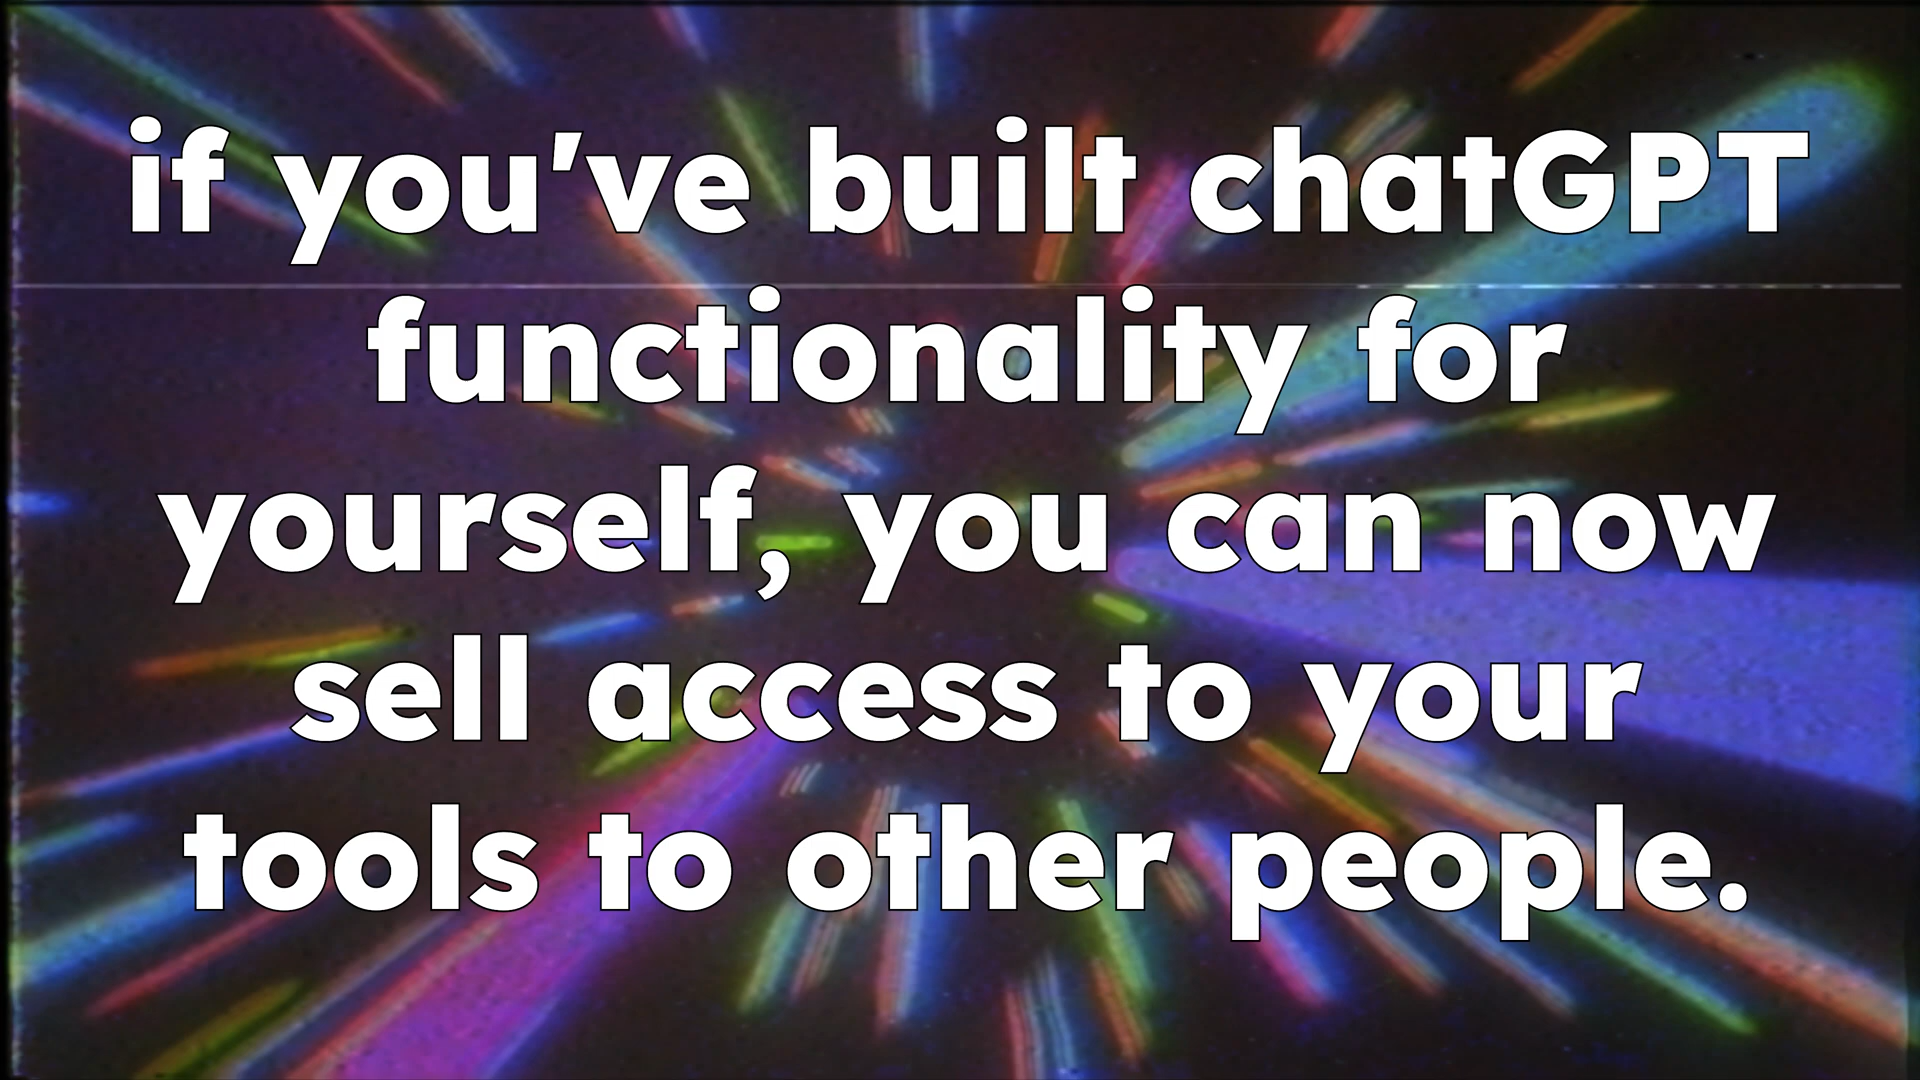 if you've built chatGPT
functionality for
yourself, you can now
sell access to your
tools to other people.